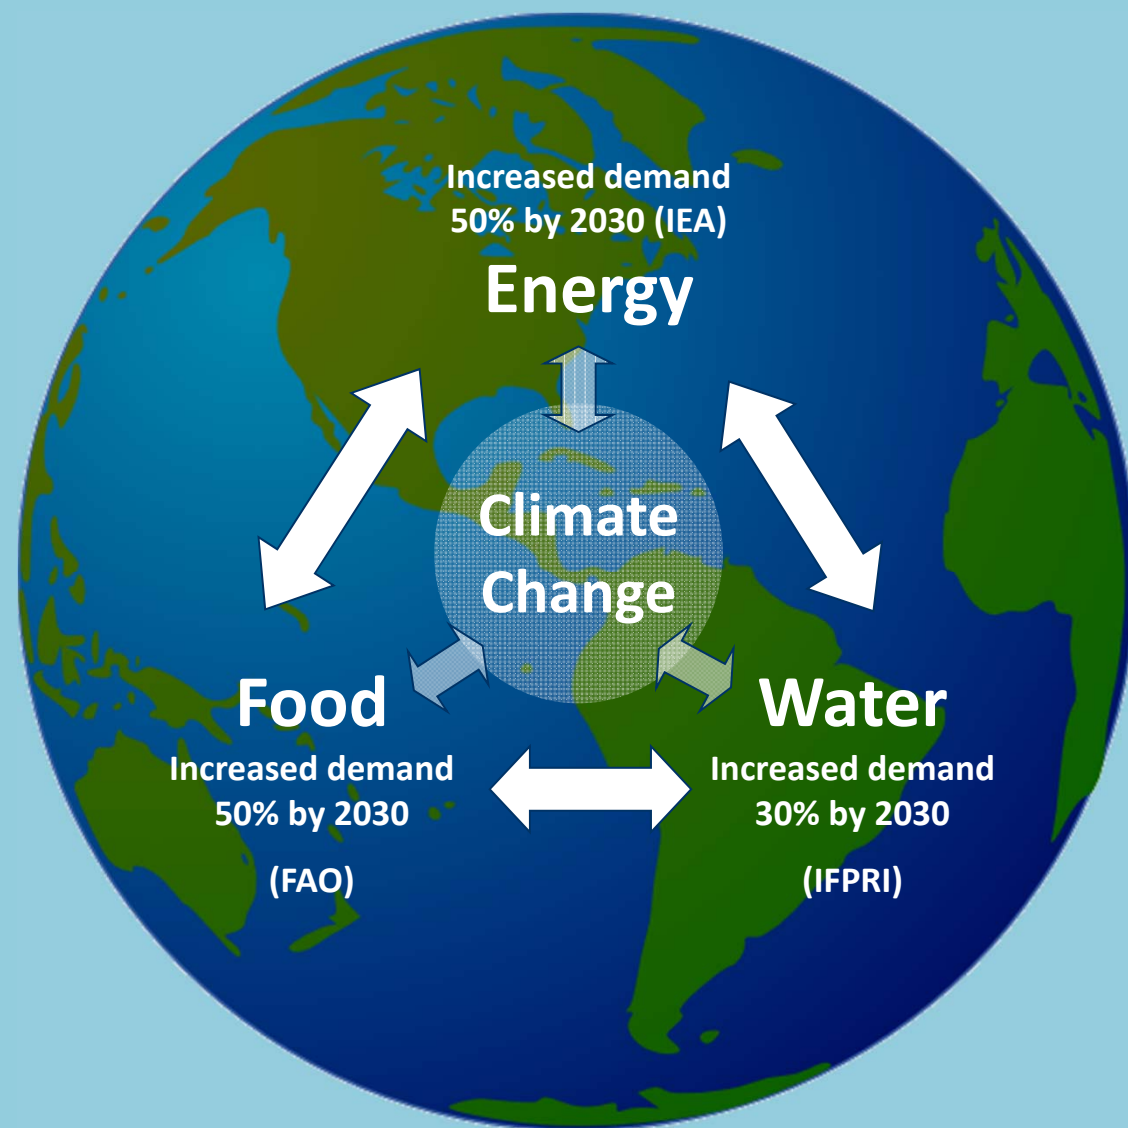 Increased demand
50% by 2030 (IEA)
Energy
Climate
Change
Food
Increased demand
50% by 2030
(FAO)
Water
Increased demand
30% by 2030
(IFPRI)